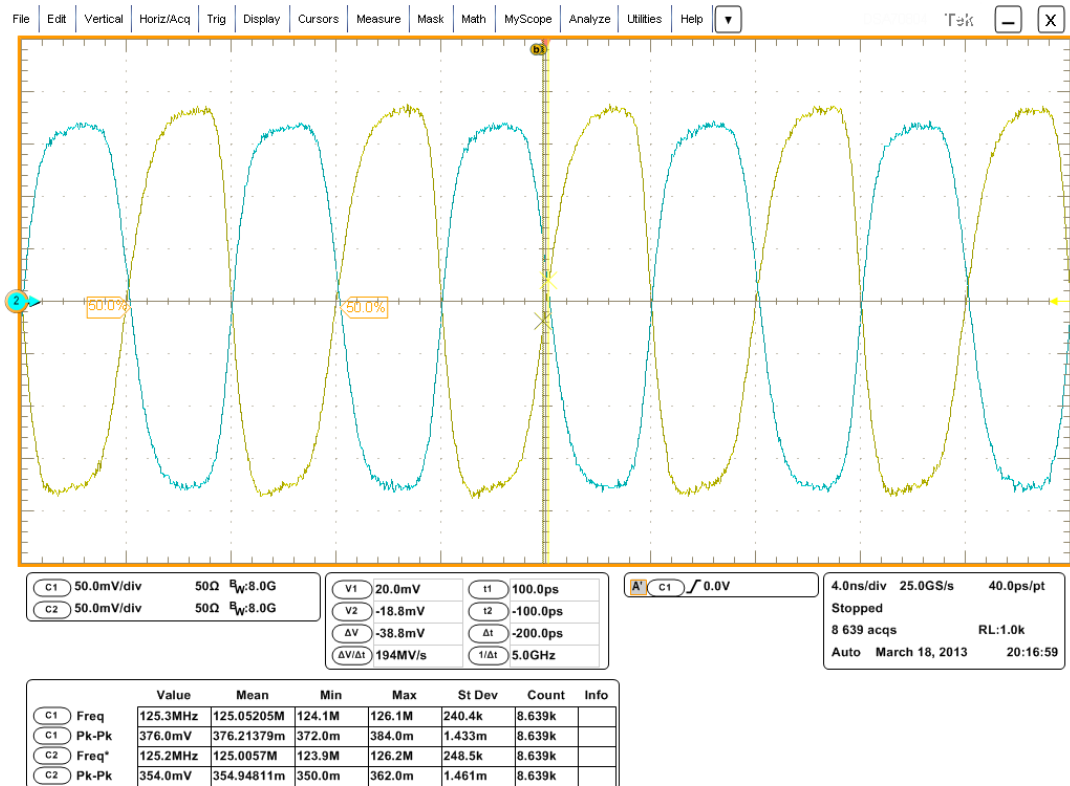 File Edit Vertical Horiz/Acq Trig Display Cursors Measure Mask Math MyScope Analyze Utilities Help ▼ Tek X
b1
2
50.0% 50.0%
C1 50.0mV/div 50Ω BW:8.0G
C2 50.0mV/div 50Ω BW:8.0G
V1 20.0mV t1 100.0ps
V2 -18.8mV t2 -100.0ps
ΔV -38.8mV Δt -200.0ps
ΔV/Δt 194MV/s 1/Δt 5.0GHz
A' C1 0.0V
4.0ns/div 25.0GS/s 40.0ps/pt
Stopped
8 639 acqs RL:1.0k
Auto March 18, 2013 20:16:59
Value Mean Min Max St Dev Count Info
C1 Freq 125.3MHz 125.05205M 124.1M 126.1M 240.4k 8.639k
C1 Pk-Pk 376.0mV 376.21379m 372.0m 384.0m 1.433m 8.639k
C2 Freq* 125.2MHz 125.0057M 123.9M 126.2M 248.5k 8.639k
C2 Pk-Pk 354.0mV 354.94811m 350.0m 362.0m 1.461m 8.639k